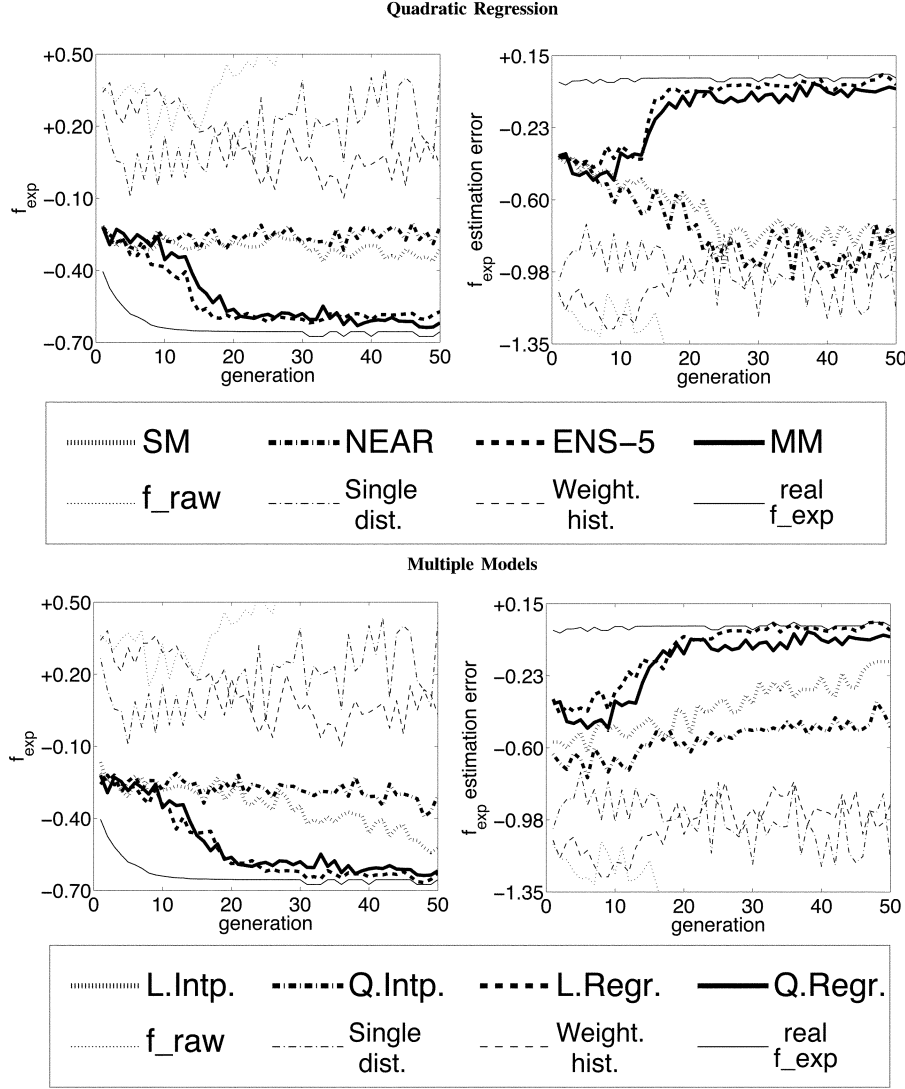 Quadratic Regression
+0.50
+0.20
−0.10
−0.40
−0.70
f_exp
0 10 20 30 40 50
generation
+0.15
−0.23
−0.60
−0.98
−1.35
f_exp estimation error
0 10 20 30 40 50
generation
SM NEAR ENS−5 MM
f_raw Single dist. Weight. hist. real f_exp
Multiple Models
+0.50
+0.20
−0.10
−0.40
−0.70
f_exp
0 10 20 30 40 50
generation
+0.15
−0.23
−0.60
−0.98
−1.35
f_exp estimation error
0 10 20 30 40 50
generation
L.Intp. Q.Intp. L.Regr. Q.Regr.
f_raw Single dist. Weight. hist. real f_exp